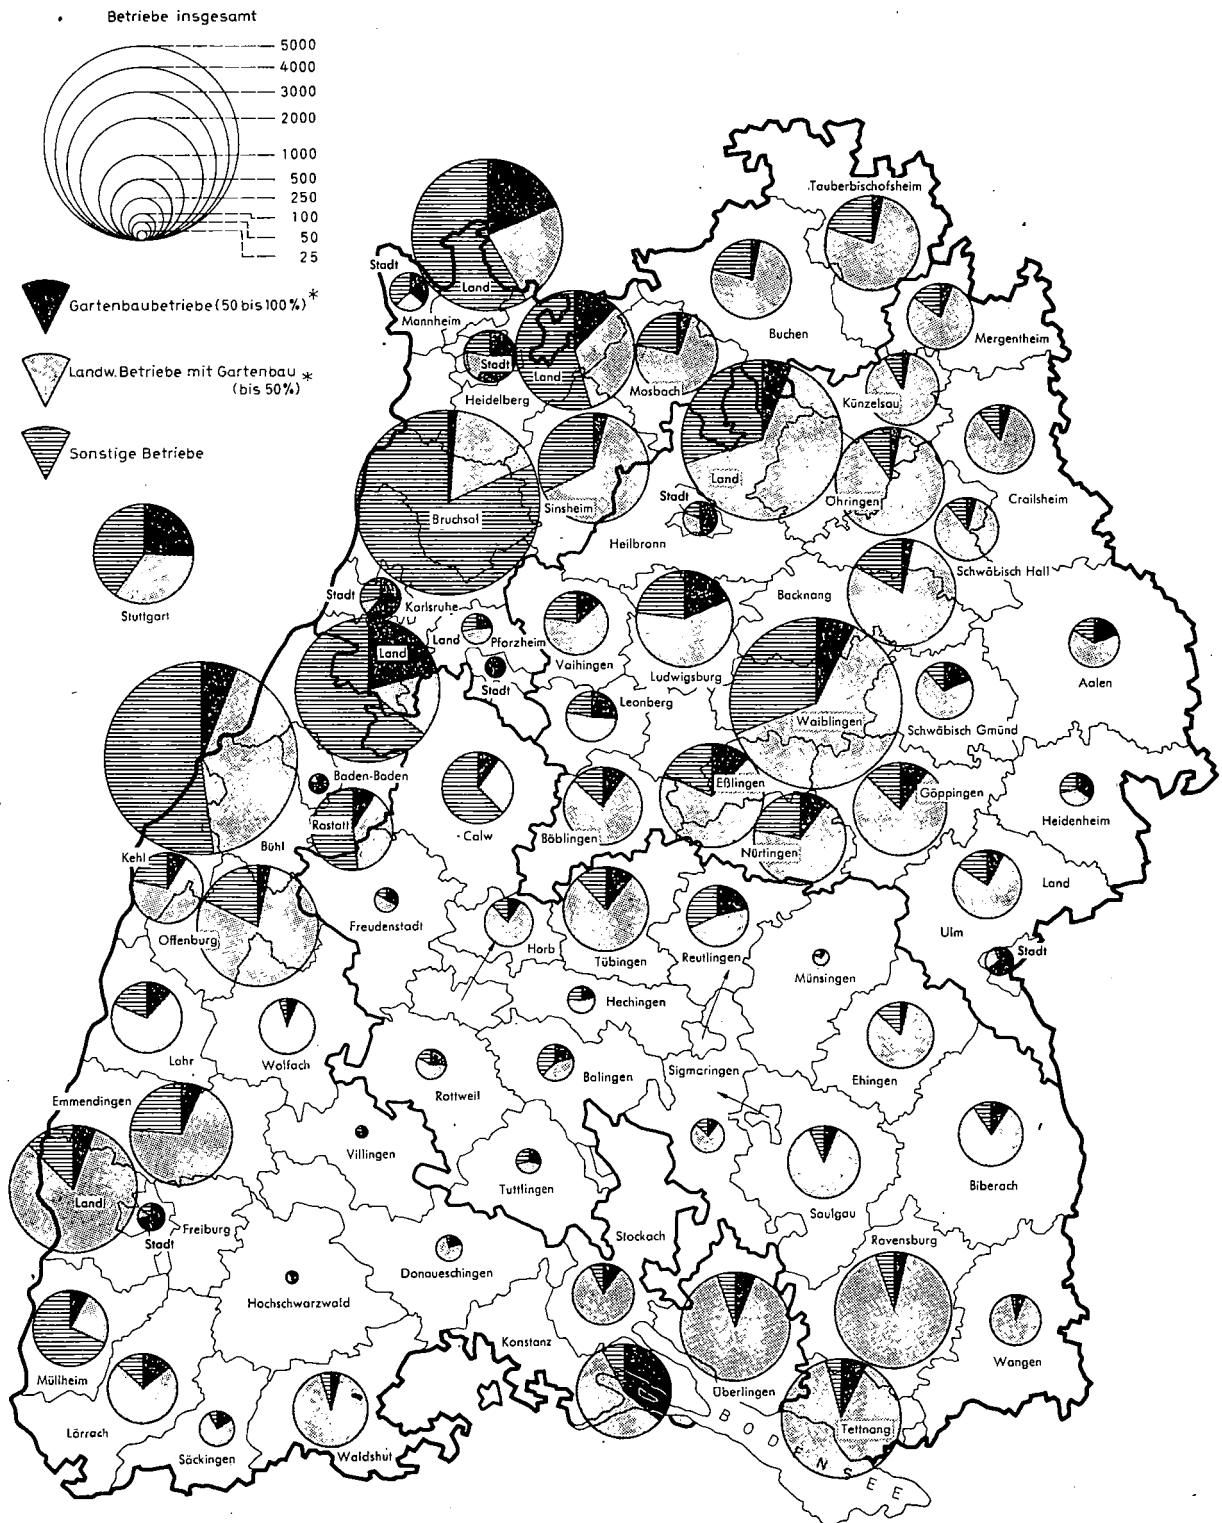 Betriebe insgesamt
5000
4000
3000
2000
1000
500
250
100
50
25
Gartenbaubetriebe (50 bis 100%) *
Landw. Betriebe mit Gartenbau *
(bis 50%)
Sonstige Betriebe
Stuttgart
Tauberbischofsheim
Stadt
Land
Mannheim
Buchen
Mergentheim
Stadt
Land
Heidelberg
Mosbach
Künzelsau
Land
Öhringen
Crailsheim
Bruchsal
Sinsheim
Stadt
Heilbronn
Schwäbisch Hall
Stadt
Karlsruhe
Land
Pforzheim
Backnang
Land
Stadt
Vaihingen
Ludwigsburg
Aalen
Leonberg
Waiblingen
Schwäbisch Gmünd
Baden-Baden
Eßlingen
Göppingen
Rastatt
Calw
Böblingen
Nürtingen
Heidenheim
Bühl
Kehl
Land
Offenburg
Freudenstadt
Horb
Tübingen
Reutlingen
Ulm
Stadt
Münsingen
Hechingen
Lahr
Wolfach
Rottweil
Balingen
Sigmaringen
Ehingen
Emmendingen
Villingen
Tuttlingen
Biberach
Land
Saulgau
Stadt
Freiburg
Stockach
Ravensburg
Donaueschingen
Hochschwarzwald
Konstanz
Wangen
Müllheim
Überlingen
Lörrach
Säckingen
Waldshut
Tettnang
BODENSEE